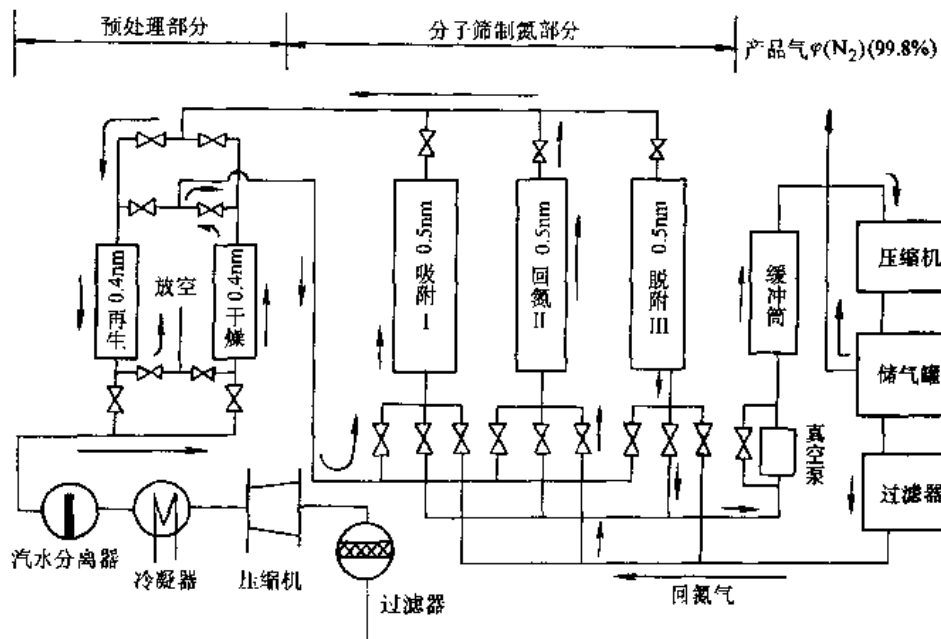 预处理部分
分子筛制氮部分
产品气φ(N₂)(99.8%)
再生 0.4nm
放空
干燥 0.4nm
吸附 I 0.5nm
回氮 II 0.5nm
脱附 III 0.5nm
缓冲筒
压缩机
储气罐
真空泵
过滤器
汽水分离器
冷凝器
压缩机
过滤器
回氮气